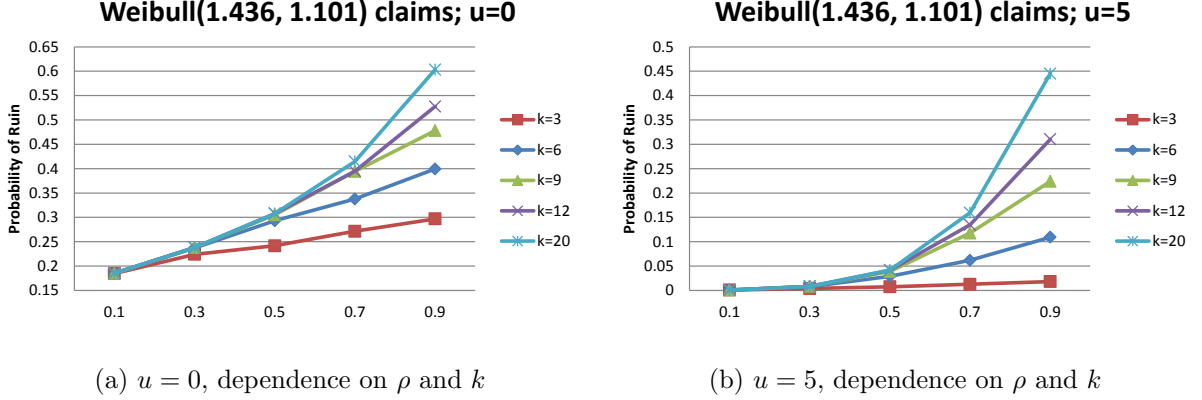 Weibull(1.436, 1.101) claims; u=0
Probability of Ruin
0.65
0.6
0.55
0.5
0.45
0.4
0.35
0.3
0.25
0.2
0.15
0.1 0.3 0.5 0.7 0.9
k=3
k=6
k=9
k=12
k=20
(a) u = 0, dependence on ρ and k
Weibull(1.436, 1.101) claims; u=5
Probability of Ruin
0.5
0.45
0.4
0.35
0.3
0.25
0.2
0.15
0.1
0.05
0
0.1 0.3 0.5 0.7 0.9
k=3
k=6
k=9
k=12
k=20
(b) u = 5, dependence on ρ and k